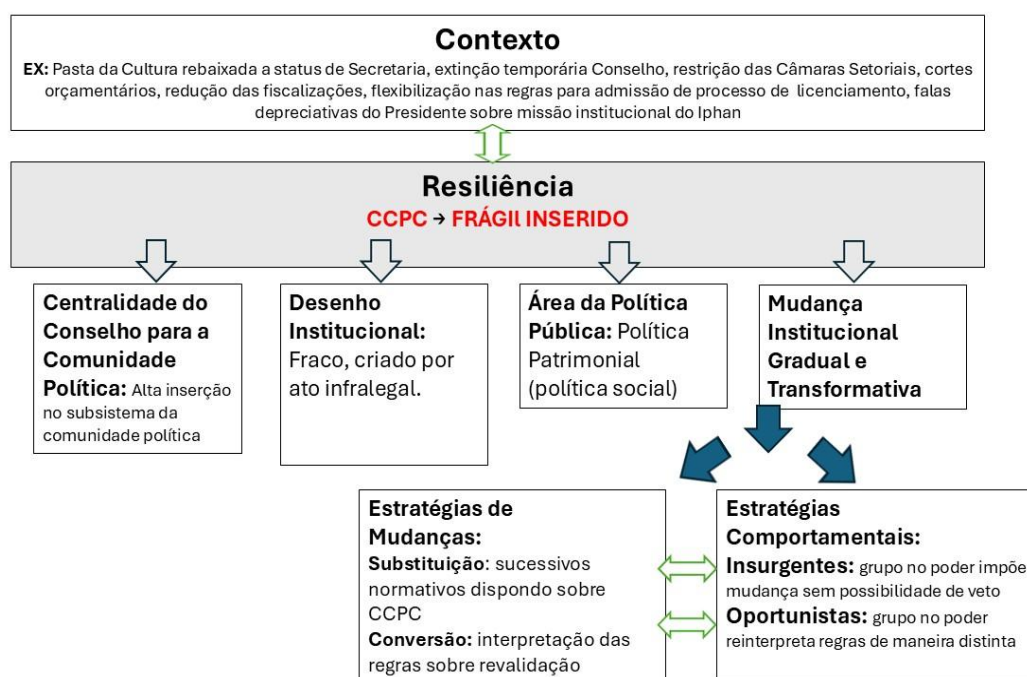 Contexto
EX: Pasta da Cultura rebaixada a status de Secretaria, extinção temporária Conselho, restrição das Câmaras Setoriais, cortes
orçamentários, redução das fiscalizações, flexibilização nas regras para admissão de processo de licenciamento, falas
depreciativas do Presidente sobre missão institucional do Iphan
Resiliência
CCPC → FRÁGIl INSERIDO
Centralidade do
Conselho para a
Comunidade
Política: Alta inserção
no subsistema da
comunidade política
Desenho
Institucional:
Fraco, criado por
ato infralegal.
Área da Política
Pública: Política
Patrimonial
(política social)
Mudança
Institucional
Gradual e
Transformativa
Estratégias de
Mudanças:
Substituição: sucessivos
normativos dispondo sobre
CCPC
Conversão: interpretação das
regras sobre revalidação
Estratégias
Comportamentais:
Insurgentes: grupo no poder impõe
mudança sem possibilidade de veto
Oportunistas: grupo no poder
reinterpreta regras de maneira distinta